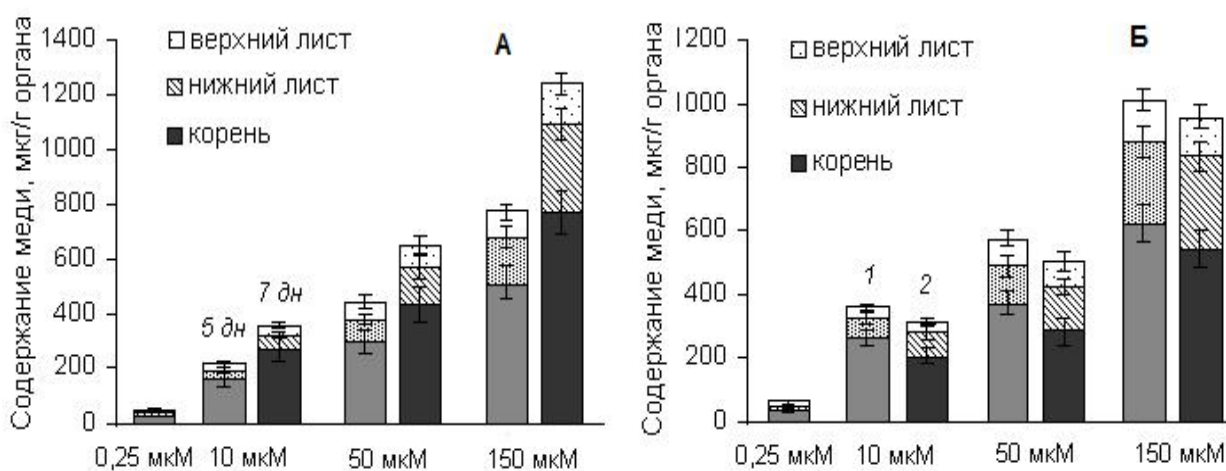 Содержание меди, мкг/г органа
1400
1200
1000
800
600
400
200
0
верхний лист
нижний лист
корень
А
5 дн
7 дн
0,25 мкМ 10 мкМ 50 мкМ 150 мкМ
Содержание меди, мкг/г органа
1200
1000
800
600
400
200
0
верхний лист
нижний лист
корень
Б
1
2
0,25 мкМ 10 мкМ 50 мкМ 150 мкМ